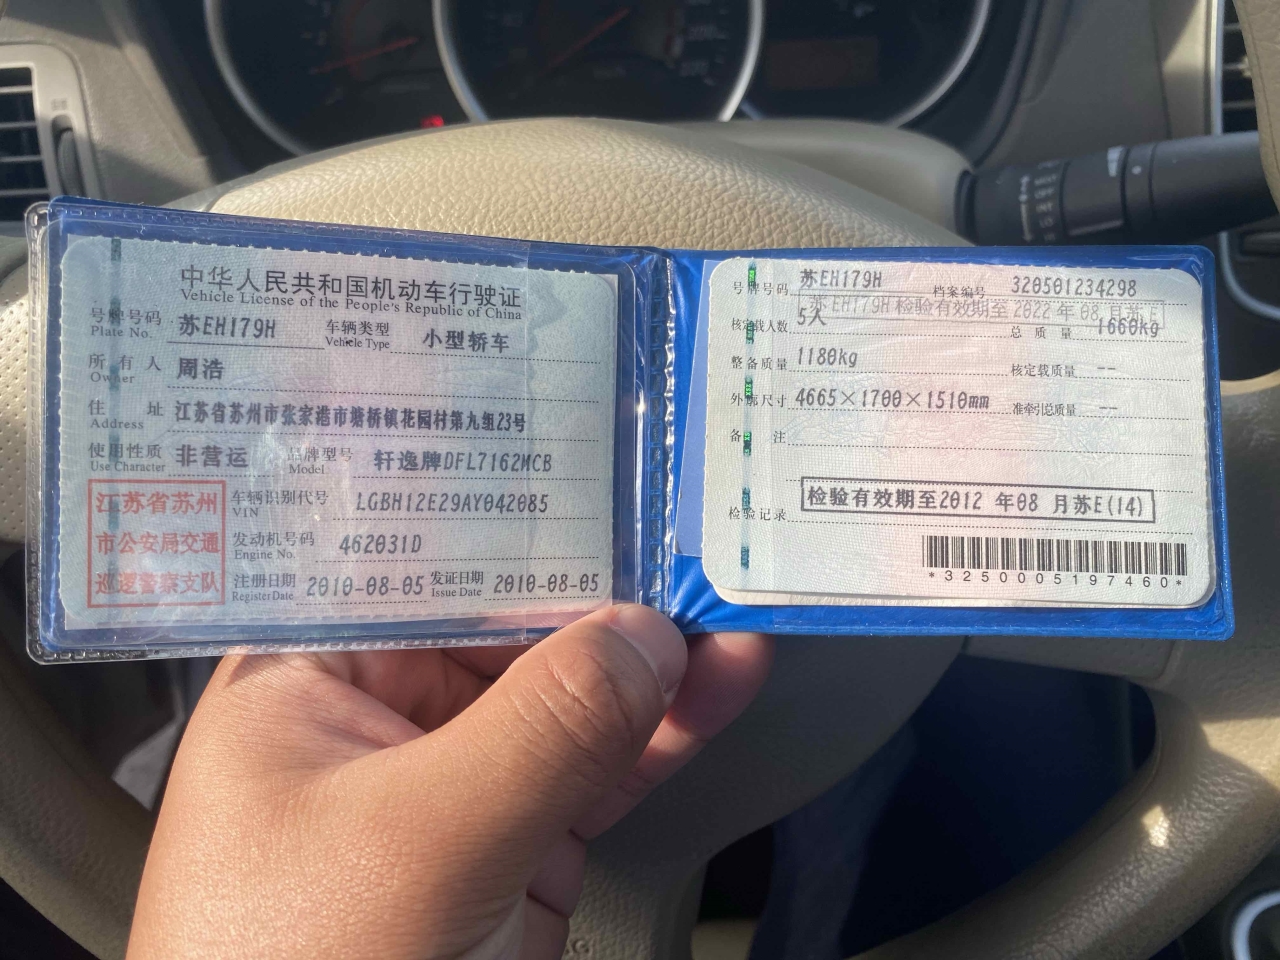 中华人民共和国机动车行驶证
Vehicle License of the People's Republic of China
号牌号码 苏EH179H 车辆类型 小型轿车
Plate No. Vehicle Type
所有人 周浩
Owner
住址 江苏省苏州市张家港市塘桥镇花园村第九组23号
Address
使用性质 非营运 品牌型号 轩逸牌DFL7162MCB
Use Character Model
江苏省苏州
市公安局交通
巡逻警察支队
车辆识别代号 LGBH12E29AY042085
VIN
发动机号码 462031D
Engine No.
注册日期 2010-08-05 发证日期 2010-08-05
Register Date Issue Date
号牌号码 苏EH179H 档案编号 320501234298
苏EH179H 检验有效期至 2022 年 08 月苏E
核定载人数 5人 总质量 1660kg
整备质量 1180kg 核定载质量 --
外廓尺寸 4665×1700×1510mm 准牵引总质量 --
备注
检验有效期至2012 年08 月苏E(14)
检验记录
*3250005197460*